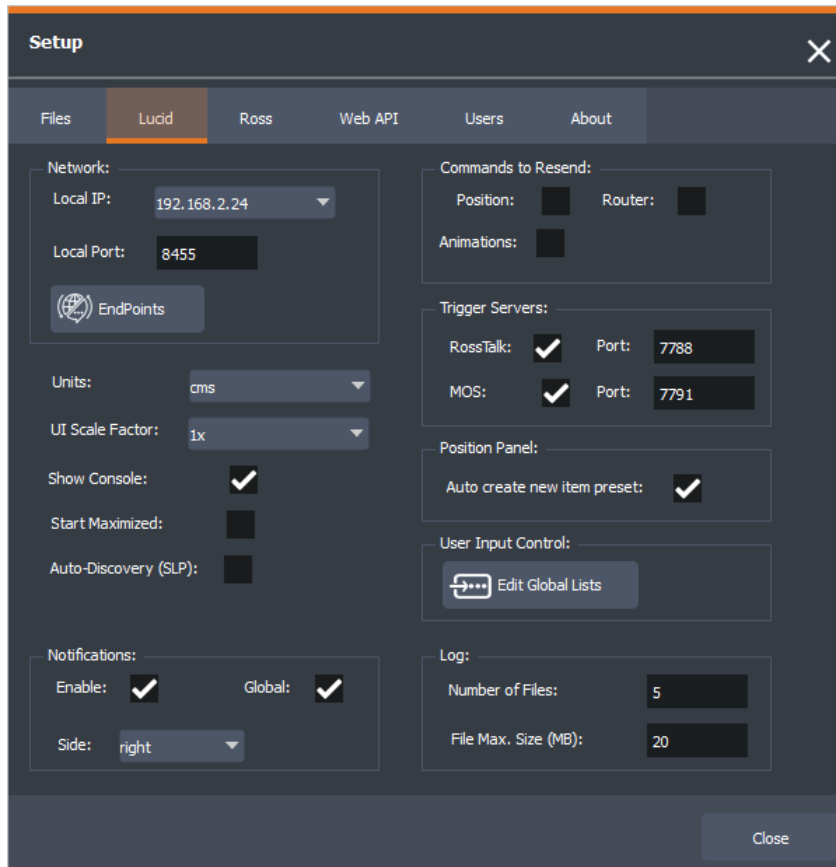 Setup
Files Lucid Ross Web API Users About
Network:
Local IP: 192.168.2.24
Local Port: 8455
EndPoints
Units: cms
UI Scale Factor: 1x
Show Console:
Start Maximized:
Auto-Discovery (SLP):
Notifications:
Enable: Global:
Side: right
Commands to Resend:
Position: Router:
Animations:
Trigger Servers:
RossTalk: Port: 7788
MOS: Port: 7791
Position Panel:
Auto create new item preset:
User Input Control:
Edit Global Lists
Log:
Number of Files: 5
File Max. Size (MB): 20
Close